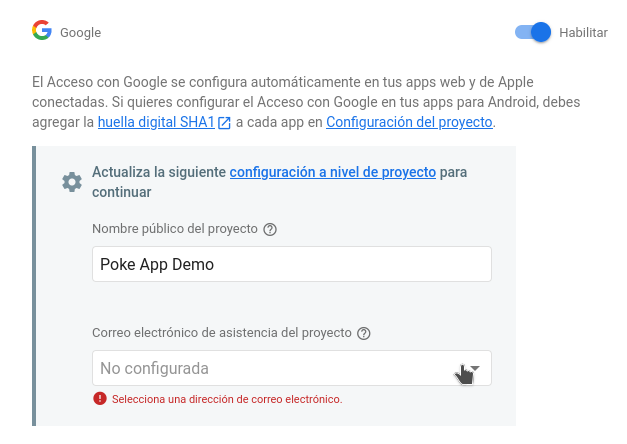 Google
Habilitar
El Acceso con Google se configura automáticamente en tus apps web y de Apple
conectadas. Si quieres configurar el Acceso con Google en tus apps para Android, debes
agregar la huella digital SHA1 a cada app en Configuración del proyecto.
Actualiza la siguiente configuración a nivel de proyecto para
continuar
Nombre público del proyecto
Poke App Demo
Correo electrónico de asistencia del proyecto
No configurada
Selecciona una dirección de correo electrónico.